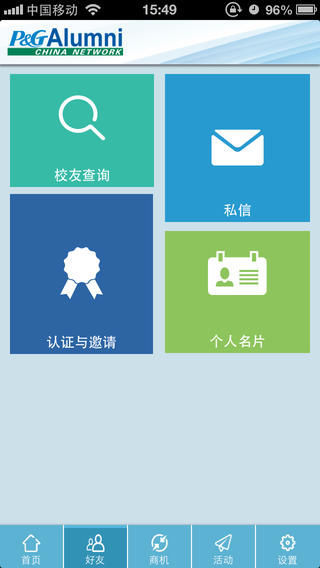 中国移动 15:49 96%
P&GAlumni
CHINA NETWORK
校友查询
私信
认证与邀请
个人名片
首页 好友 商机 活动 设置